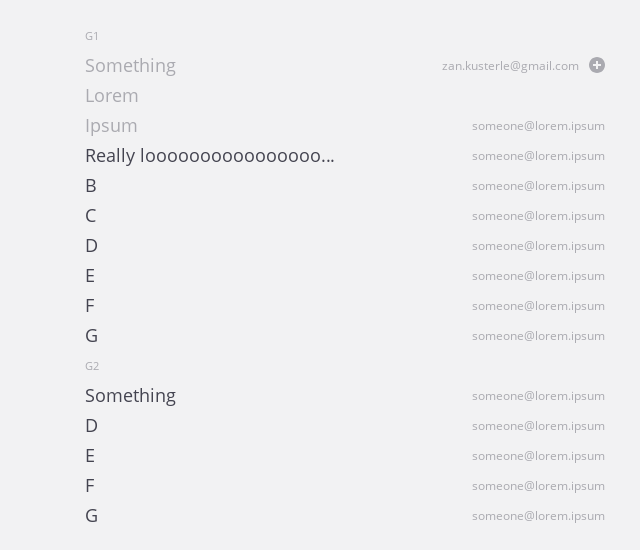 G1
Something zan.kusterle@gmail.com
Lorem
Ipsum someone@lorem.ipsum
Really loooooooooooooooo... someone@lorem.ipsum
B someone@lorem.ipsum
C someone@lorem.ipsum
D someone@lorem.ipsum
E someone@lorem.ipsum
F someone@lorem.ipsum
G someone@lorem.ipsum
G2
Something someone@lorem.ipsum
D someone@lorem.ipsum
E someone@lorem.ipsum
F someone@lorem.ipsum
G someone@lorem.ipsum